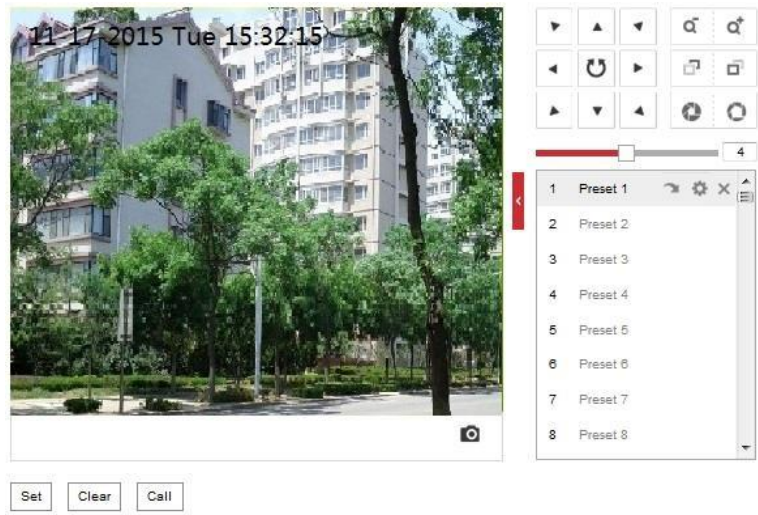 11-17-2015 Tue 15:32:15
4
1 Preset 1
2 Preset 2
3 Preset 3
4 Preset 4
5 Preset 5
6 Preset 6
7 Preset 7
8 Preset 8
Set Clear Call